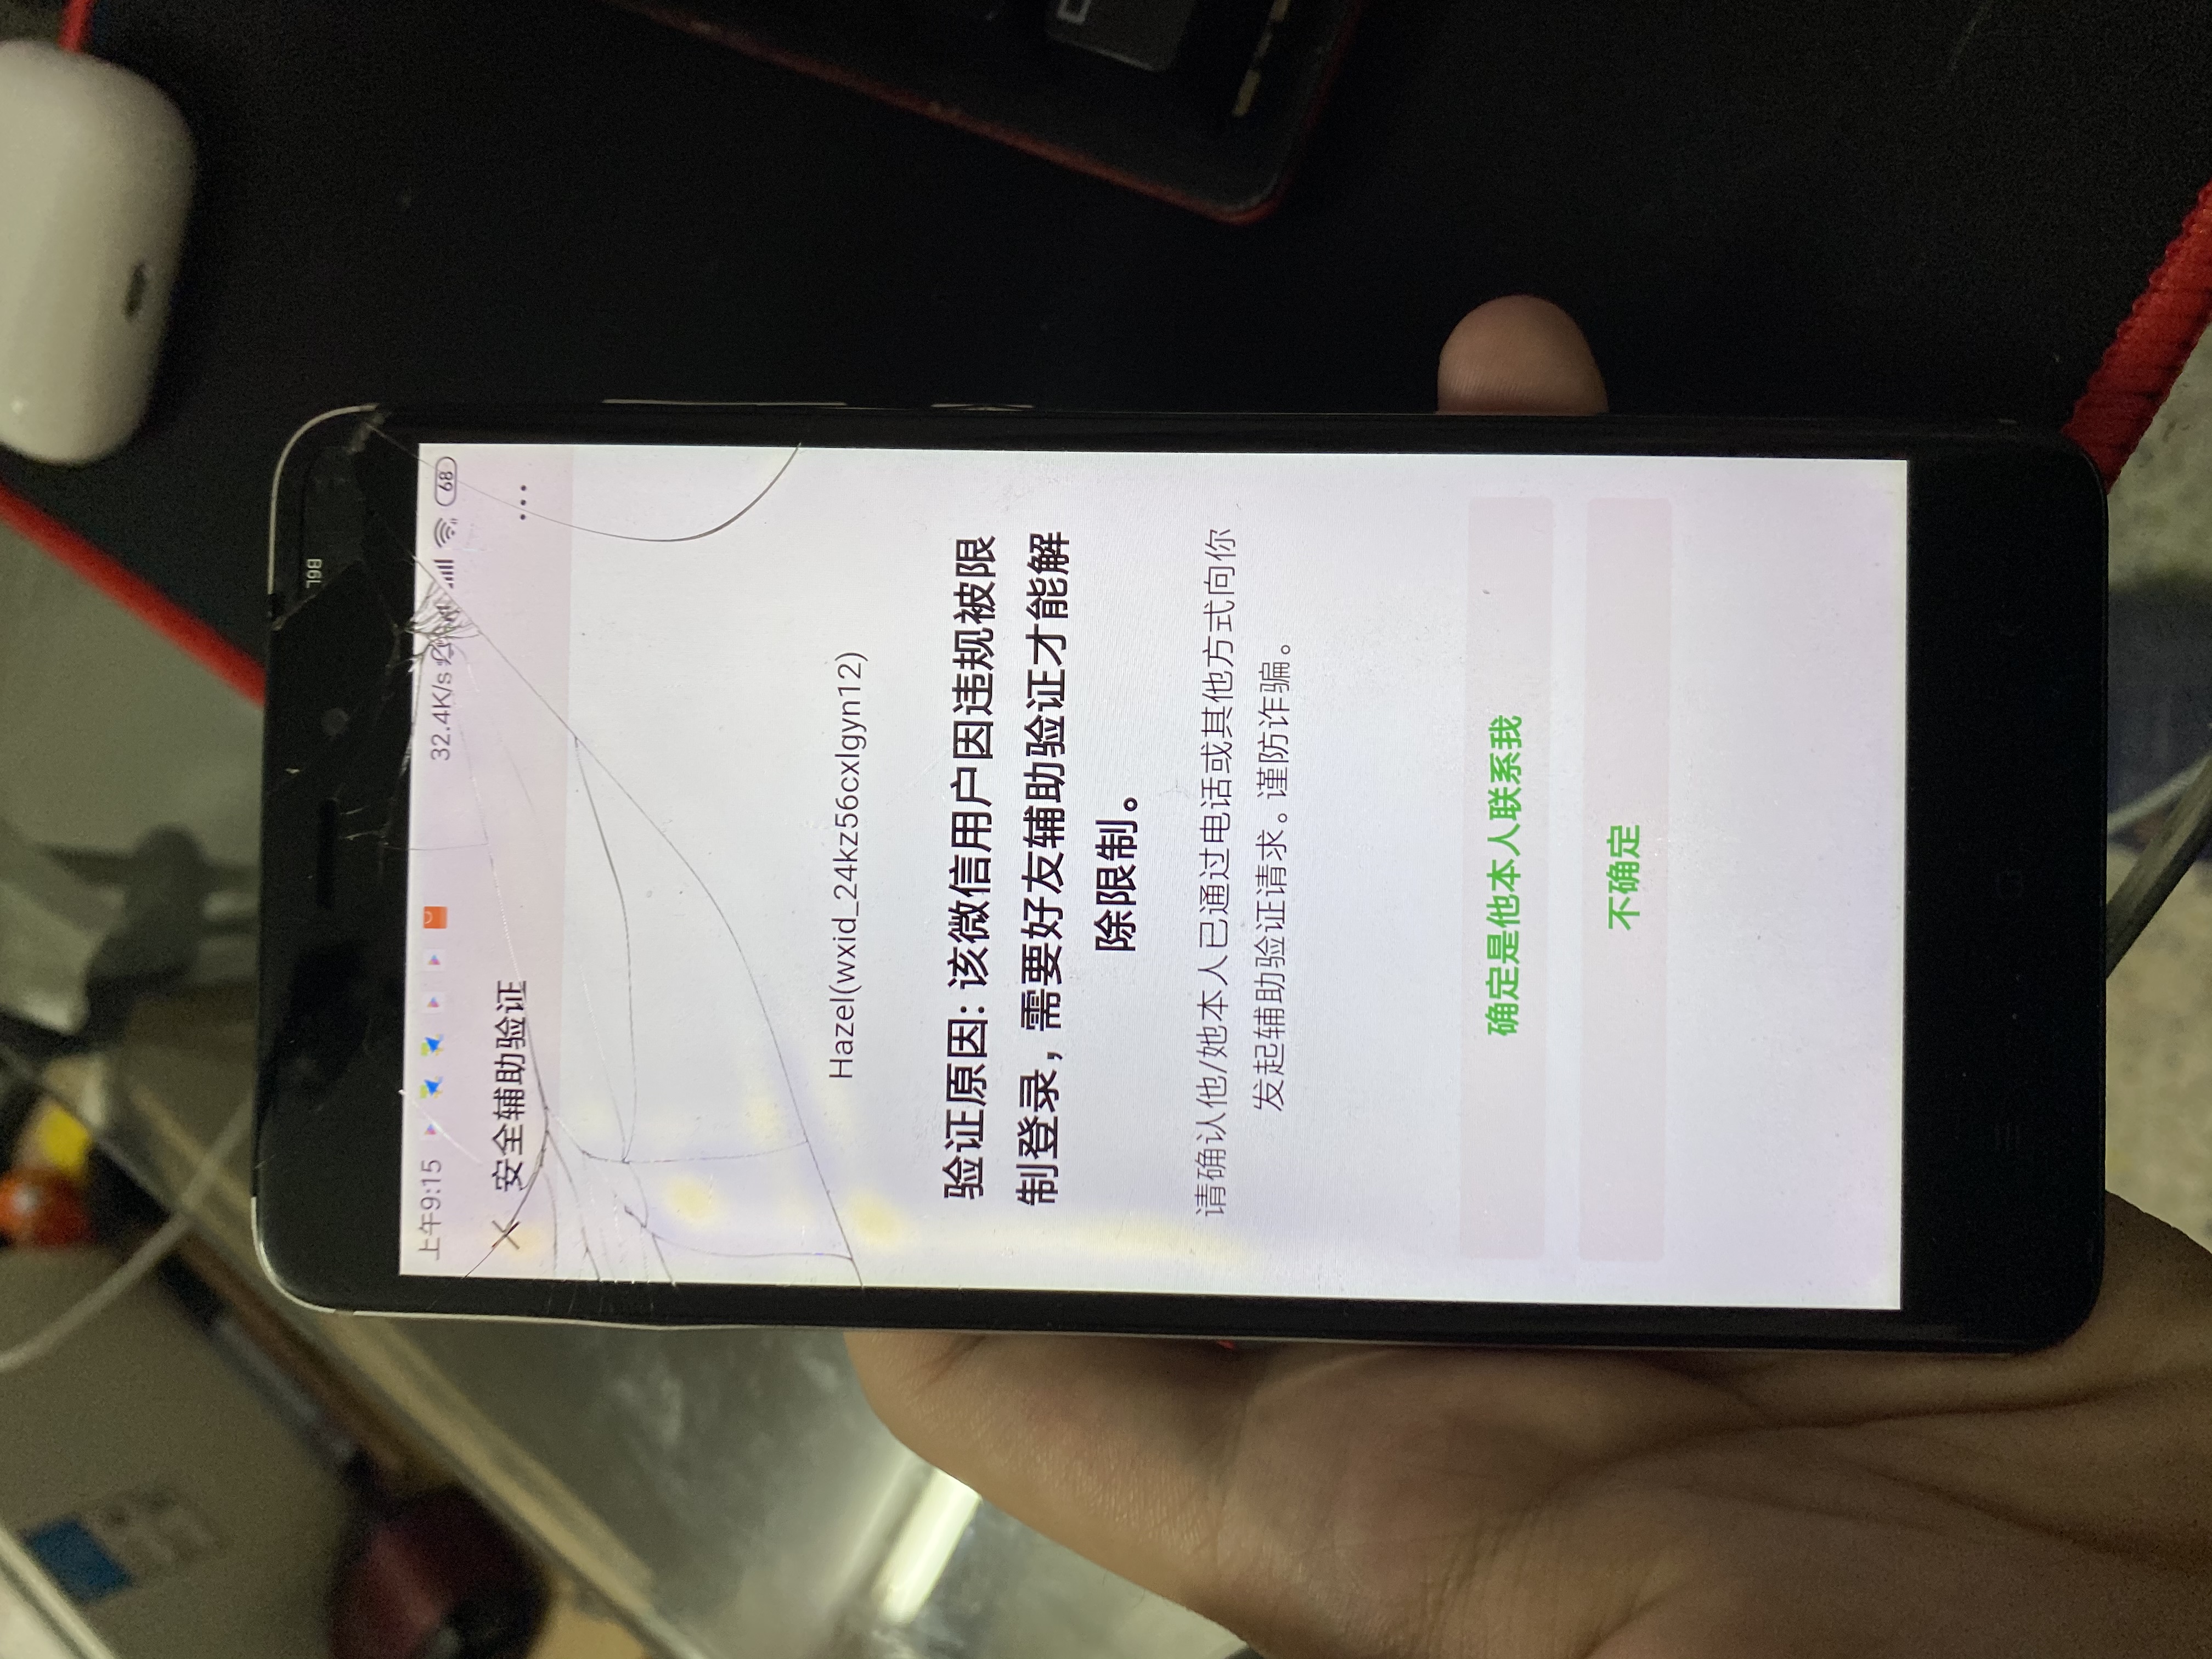 上午9:15
32.4K/s
68
安全辅助验证
Hazel(wxid_24kz56cxlgyn12)
验证原因: 该微信用户因违规被限
制登录, 需要好友辅助验证才能解
除限制。
请确认他/她本人已通过电话或其他方式向你
发起辅助验证请求。谨防诈骗。
确定是他本人联系我
不确定